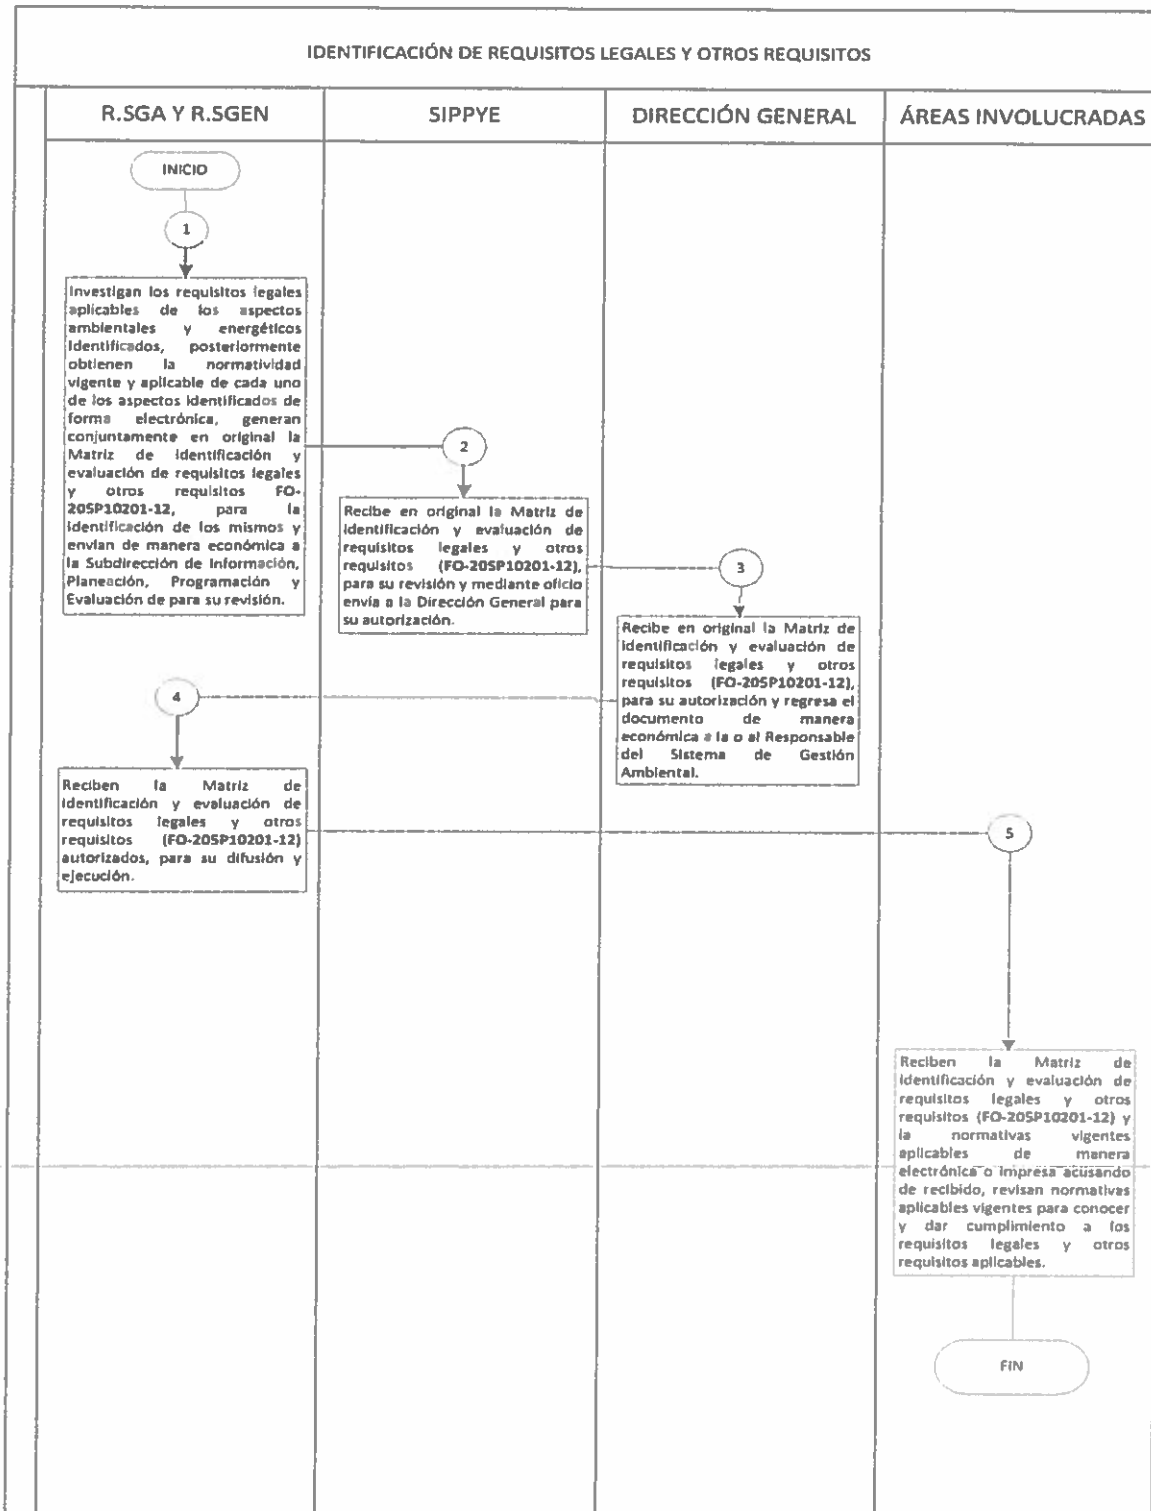 IDENTIFICACIÓN DE REQUISITOS LEGALES Y OTROS REQUISITOS
R.SGA Y R.SGEN
SIPPYE
DIRECCIÓN GENERAL
ÁREAS INVOLUCRADAS
INICIO
1
Investigan los requisitos legales
aplicables de los aspectos
ambientales y energéticos
identificados, posteriormente
obtienen la normatividad
vigente y aplicable de cada uno
de los aspectos identificados de
forma electrónica, generan
conjuntamente en original la
Matriz de identificación y
evaluación de requisitos legales
y otros requisitos FO-
205P10201-12, para la
identificación de los mismos y
envían de manera económica a
la Subdirección de Información,
Planeación, Programación y
Evaluación de para su revisión.
2
Recibe en original la Matriz de
identificación y evaluación de
requisitos legales y otros
requisitos (FO-205P10201-12),
para su revisión y mediante oficio
envía a la Dirección General para
su autorización.
3
Recibe en original la Matriz de
identificación y evaluación de
requisitos legales y otros
requisitos (FO-205P10201-12),
para su autorización y regresa el
documento de manera
económica a la o al Responsable
del Sistema de Gestión
Ambiental.
4
Reciben la Matriz de
identificación y evaluación de
requisitos legales y otros
requisitos (FO-205P10201-12)
autorizados, para su difusión y
ejecución.
5
Reciben la Matriz de
identificación y evaluación de
requisitos legales y otros
requisitos (FO-205P10201-12) y
la normativas vigentes
aplicables de manera
electrónica o impresa acusando
de recibido, revisan normativas
aplicables vigentes para conocer
y dar cumplimiento a los
requisitos legales y otros
requisitos aplicables.
FIN